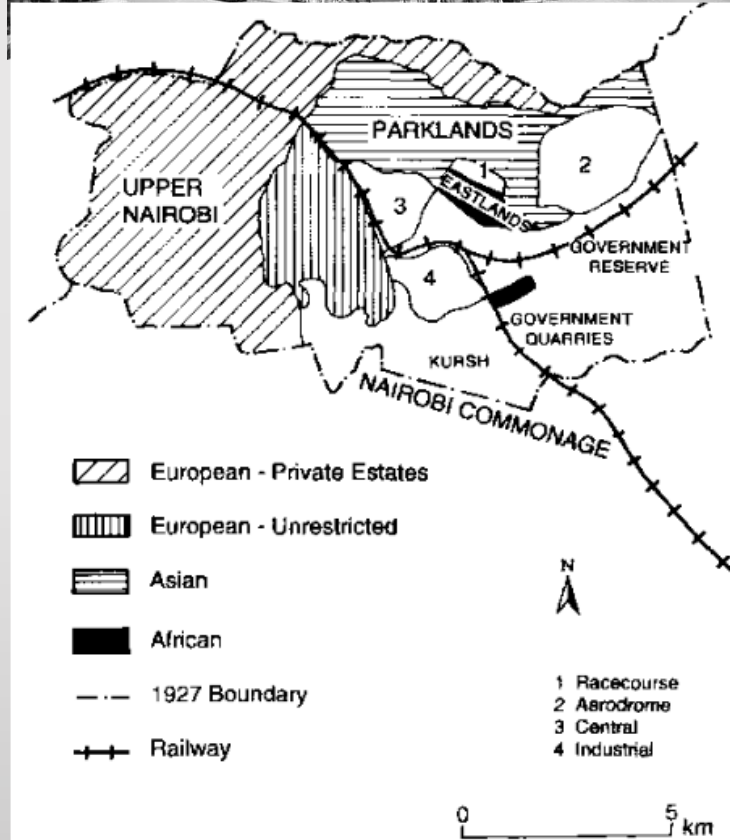 PARKLANDS
UPPER
NAIROBI
1
2
EASTLANDS
3
GOVERNMENT
RESERVE
4
GOVERNMENT
QUARRIES
KURSH
NAIROBI COMMONAGE
European - Private Estates
European - Unrestricted
Asian
African
1927 Boundary
Railway
N
1 Racecourse
2 Aerodrome
3 Central
4 Industrial
0 5 km